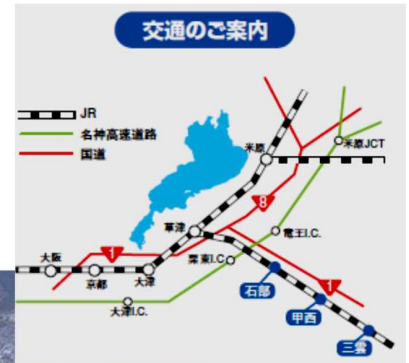 交通のご案内
JR
名神高速道路
国道
米原
米原JCT
8
草津
竜王I.C.
1
大阪
京都
大津
栗東I.C
大津I.C.
石部
1
甲西
三雲